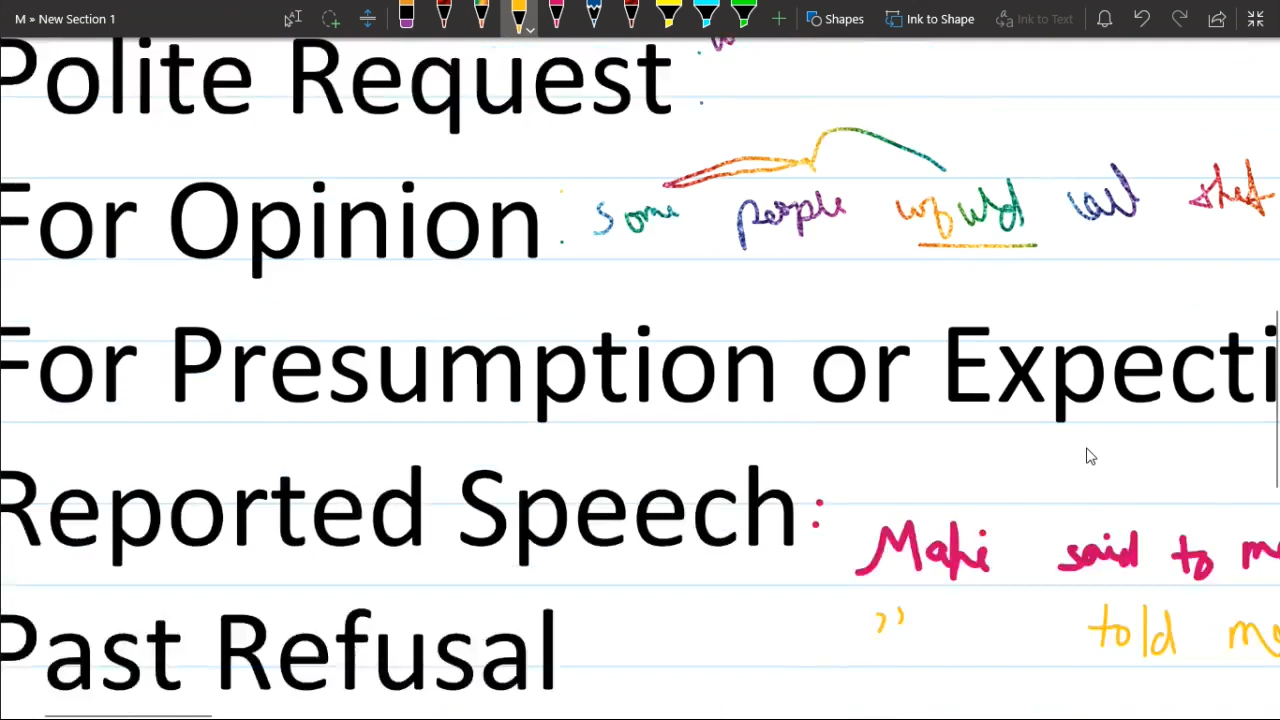 M » New Section 1
Shapes
Ink to Shape
Ink to Text
Polite Request :
For Opinion : some people would call that
For Presumption or Expecti
Reported Speech : Mahi said to m
Past Refusal " told me